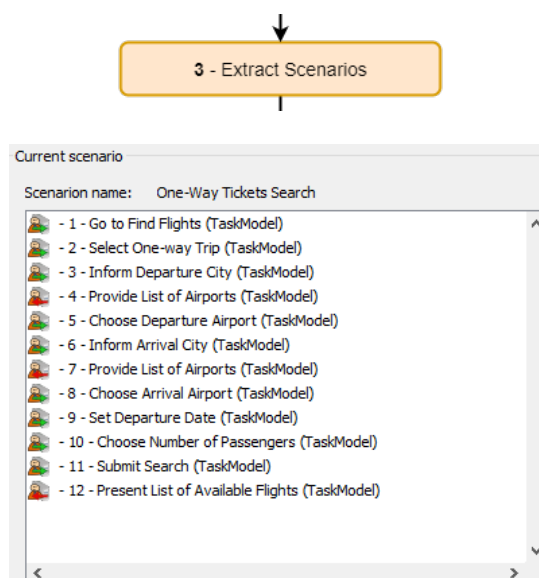 3 - Extract Scenarios
Current scenario
Scenarion name: One-Way Tickets Search
- 1 - Go to Find Flights (TaskModel)
- 2 - Select One-way Trip (TaskModel)
- 3 - Inform Departure City (TaskModel)
- 4 - Provide List of Airports (TaskModel)
- 5 - Choose Departure Airport (TaskModel)
- 6 - Inform Arrival City (TaskModel)
- 7 - Provide List of Airports (TaskModel)
- 8 - Choose Arrival Airport (TaskModel)
- 9 - Set Departure Date (TaskModel)
- 10 - Choose Number of Passengers (TaskModel)
- 11 - Submit Search (TaskModel)
- 12 - Present List of Available Flights (TaskModel)